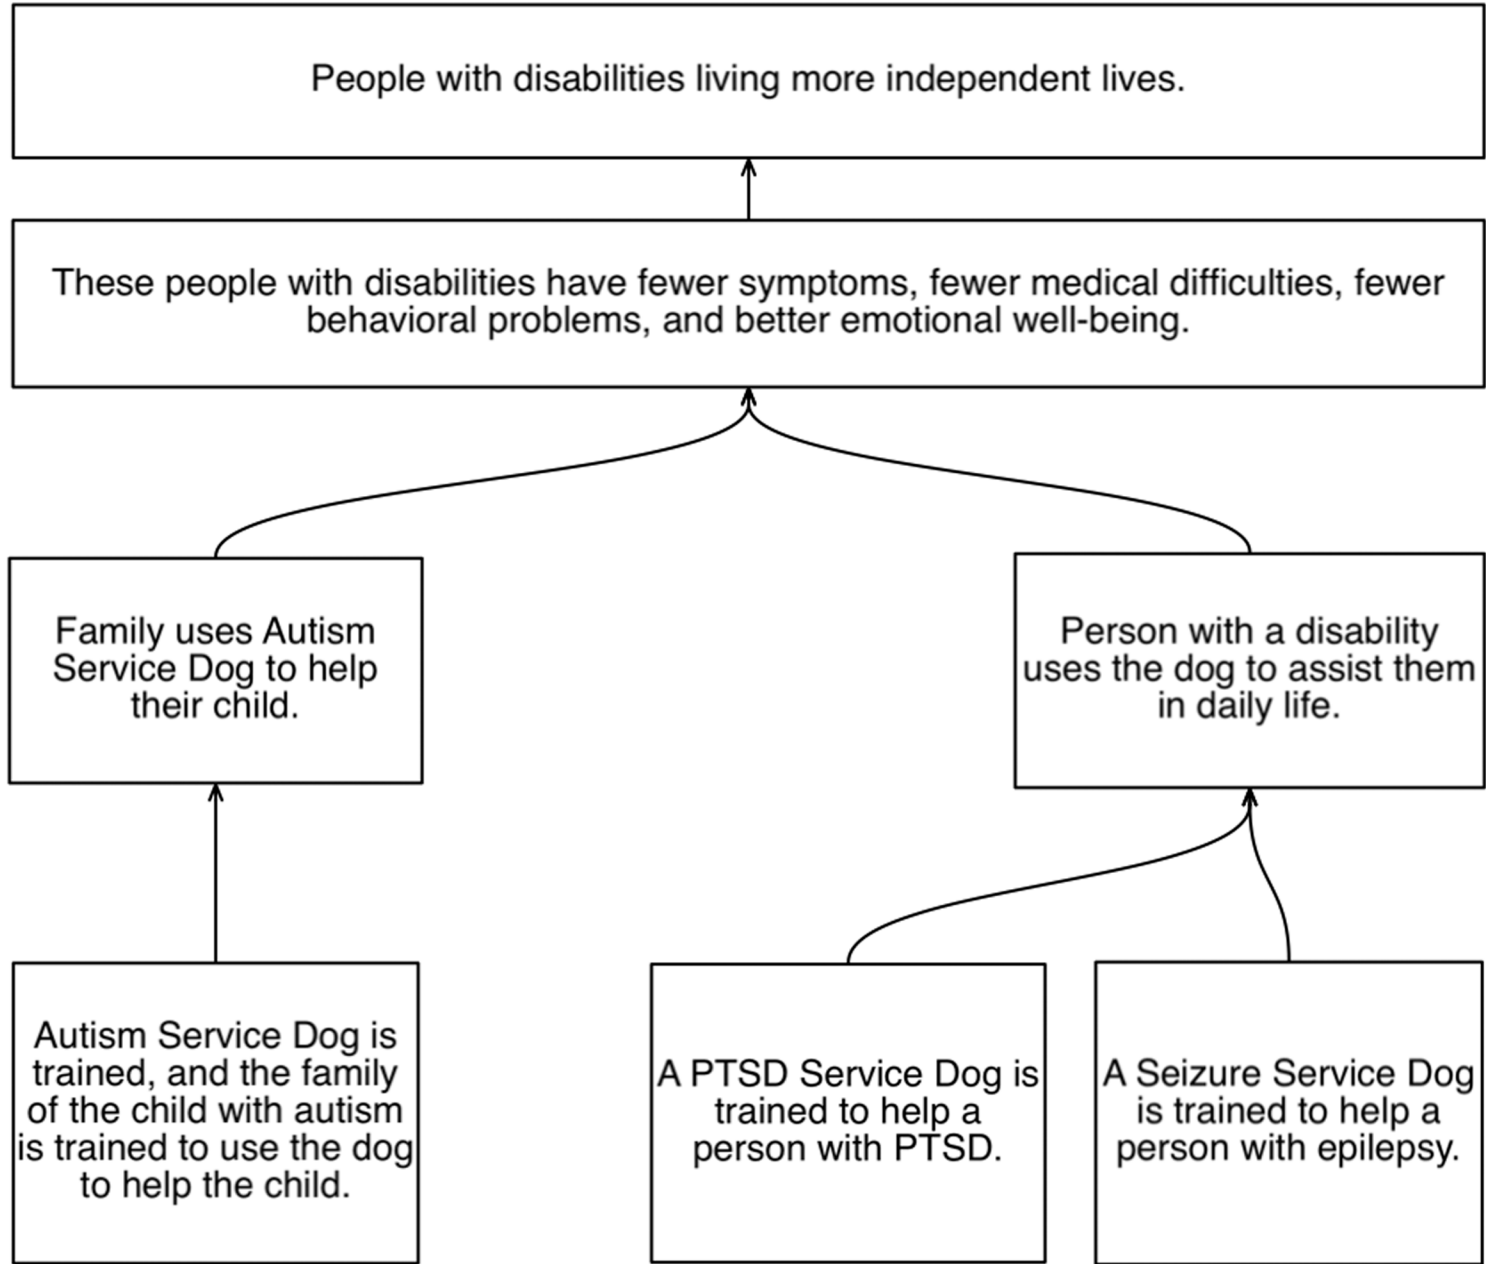 People with disabilities living more independent lives.
These people with disabilities have fewer symptoms, fewer medical difficulties, fewer
behavioral problems, and better emotional well-being.
Family uses Autism
Service Dog to help
their child.
Person with a disability
uses the dog to assist them
in daily life.
Autism Service Dog is
trained, and the family
of the child with autism
is trained to use the dog
to help the child.
A PTSD Service Dog is
trained to help a
person with PTSD.
A Seizure Service Dog
is trained to help a
person with epilepsy.